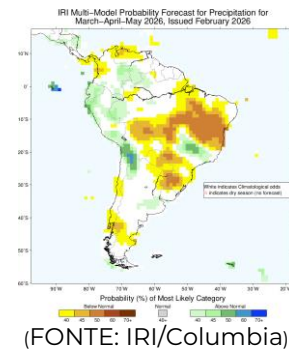 IRI Multi-Model Probability Forecast for Precipitation for
March-April-May 2026, Issued February 2026
10°N
0°
10°S
20°S
30°S
40°S
50°S
60°S
90°W 80°W 70°W 60°W 50°W 40°W 30°W
White indicates Climatological odds
indicates dry season (no forecast)
Probability (%) of Most Likely Category
Below Normal Normal Above Normal
40 45 50 60 70+ 40+ 40 45 50 60 70+
(FONTE: IRI/Columbia)